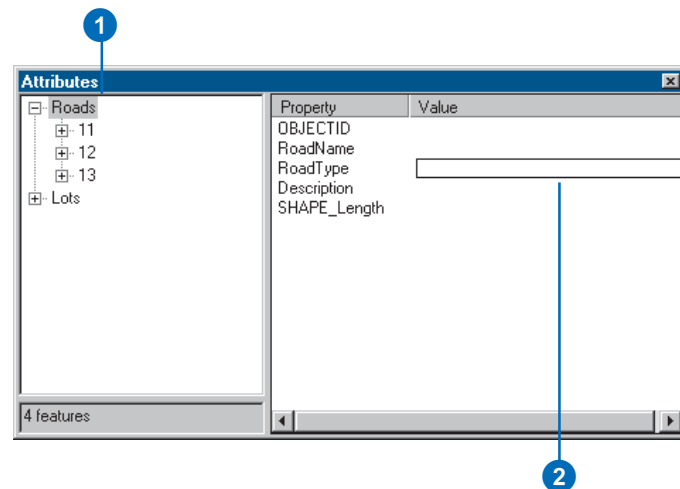 1
Attributes
Roads
11
12
13
Lots
4 features
Property Value
OBJECTID
RoadName
RoadType
Description
SHAPE_Length
2